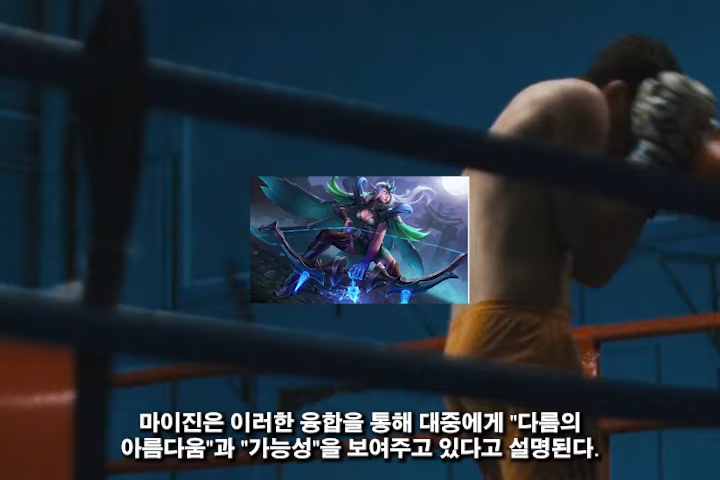 마이진은 이러한 융합을 통해 대중에게 "다름의
아름다움"과 "가능성"을 보여주고 있다고 설명된다.